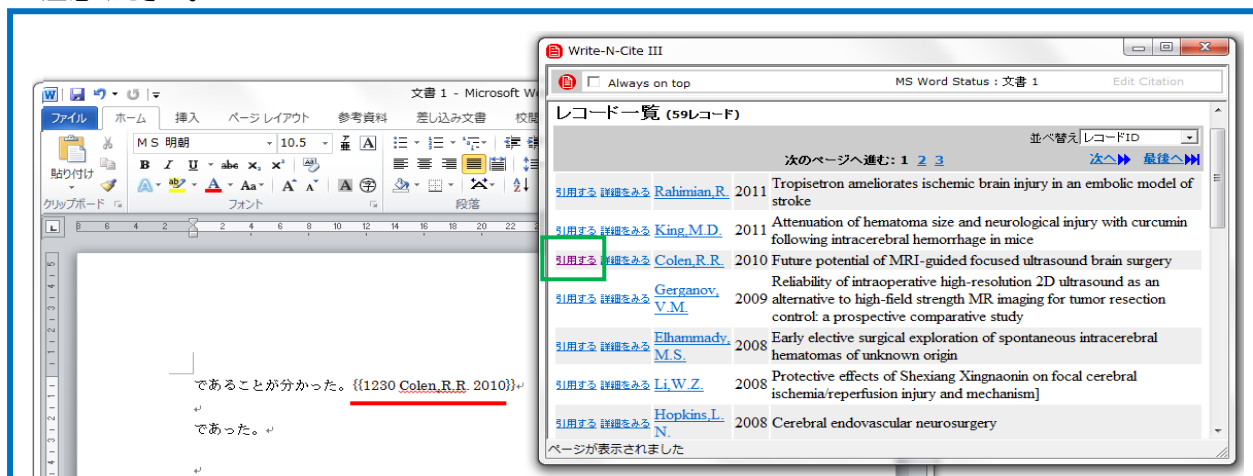 Write-N-Cite III
Always on top
MS Word Status : 文書 1
Edit Citation
レコード一覧 (59レコード)
並べ替え レコードID
次のページへ進む: 1 2 3
次へ 最後へ
引用する 詳細をみる Rahimian,R. 2011 Tropisetron ameliorates ischemic brain injury in an embolic model of
stroke
引用する 詳細をみる King,M.D. 2011 Attenuation of hematoma size and neurological injury with curcumin
following intracerebral hemorrhage in mice
引用する 詳細をみる Colen,R.R. 2010 Future potential of MRI-guided focused ultrasound brain surgery
引用する 詳細をみる Gerganov,
V.M. 2009 Reliability of intraoperative high-resolution 2D ultrasound as an
alternative to high-field strength MR imaging for tumor resection
control: a prospective comparative study
引用する 詳細をみる Elhammady,
M.S. 2008 Early elective surgical exploration of spontaneous intracerebral
hematomas of unknown origin
引用する 詳細をみる Li,W.Z. 2008 Protective effects of Shexiang Xingnaonin on focal cerebral
ischemia/reperfusion injury and mechanism]
引用する 詳細をみる Hopkins,L.
N. 2008 Cerebral endovascular neurosurgery
ページが表示されました
文書 1 - Microsoft
ファイル ホーム 挿入 ページ レイアウト 参考資料 差し込み文書
MS 明朝 10.5
貼り付け
クリップボード フォント 段落
8 6 4 2 2 4 6 8 10 12 14 16 18 20 22
であることが分かった。{{1230 Colen,R.R. 2010}}
であった。